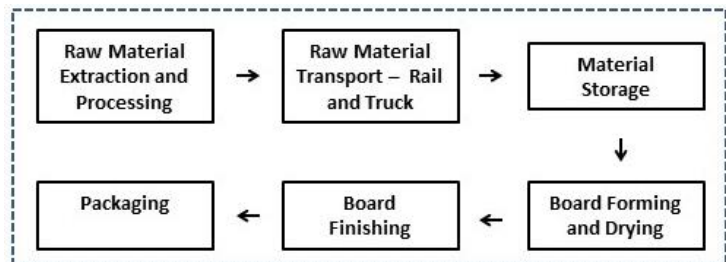 Raw Material
Extraction and
Processing
Raw Material
Transport – Rail
and Truck
Material
Storage
Board Forming
and Drying
Board
Finishing
Packaging